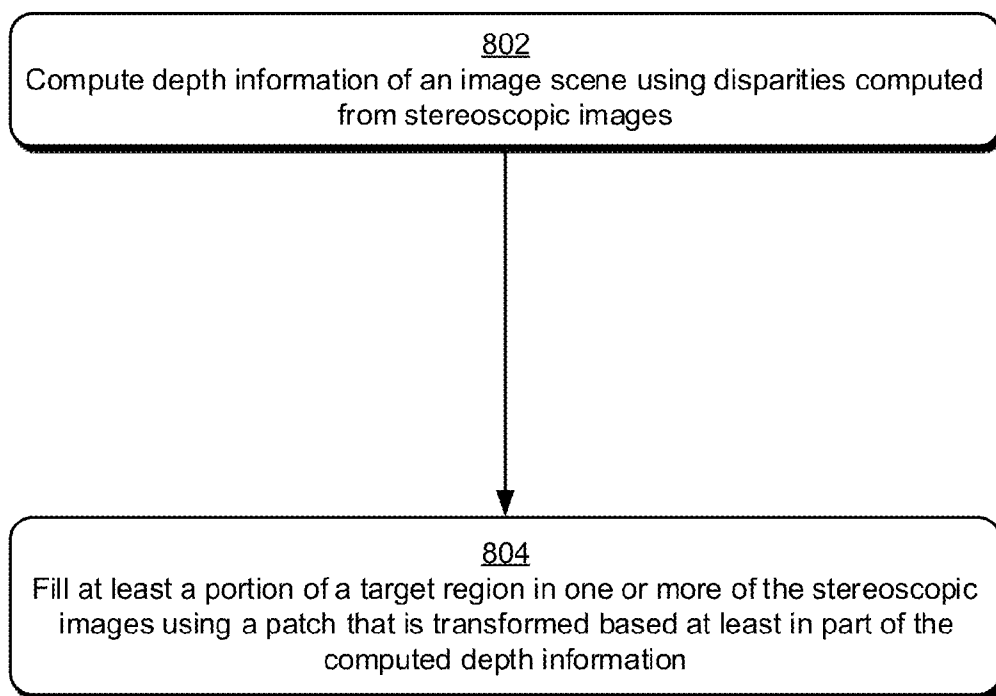 802
Compute depth information of an image scene using disparities computed
from stereoscopic images
804
Fill at least a portion of a target region in one or more of the stereoscopic
images using a patch that is transformed based at least in part of the
computed depth information